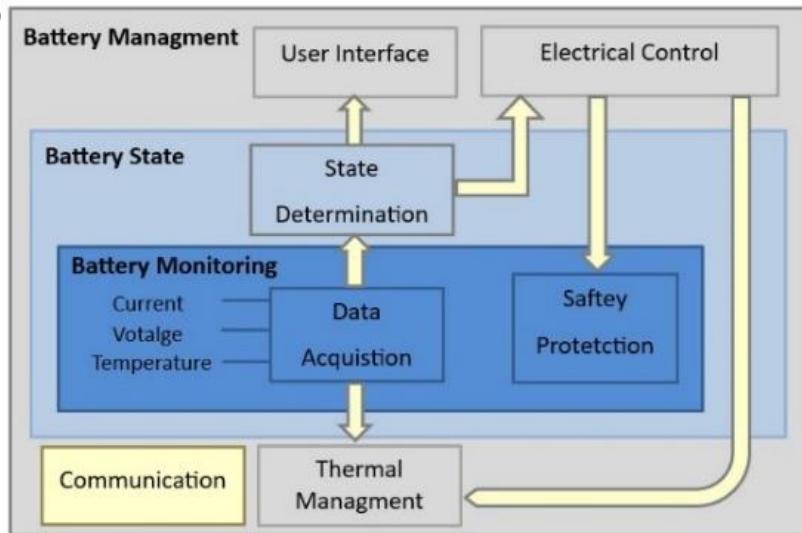 Battery Managment
User Interface
Electrical Control
Battery State
State
Determination
Battery Monitoring
Current
Votalge
Temperature
Data
Acquistion
Saftey
Protetction
Communication
Thermal
Managment